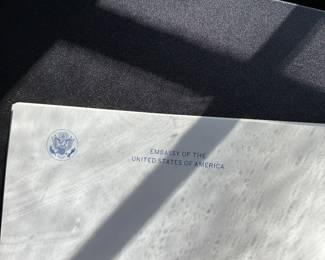 EMBASSY OF THE
UNITED STATES OF AMERICA